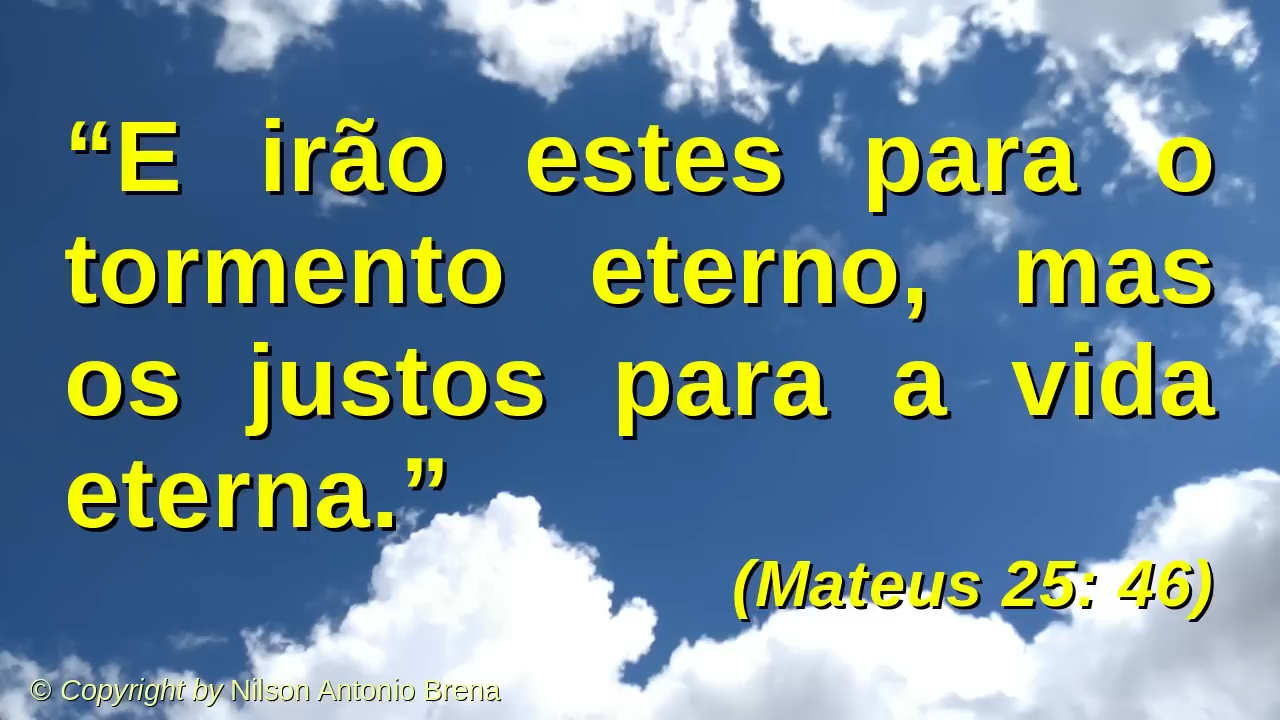 “E irão estes para o
tormento eterno, mas
os justos para a vida
eterna.”
(Mateus 25: 46)
© Copyright by Nilson Antonio Brena